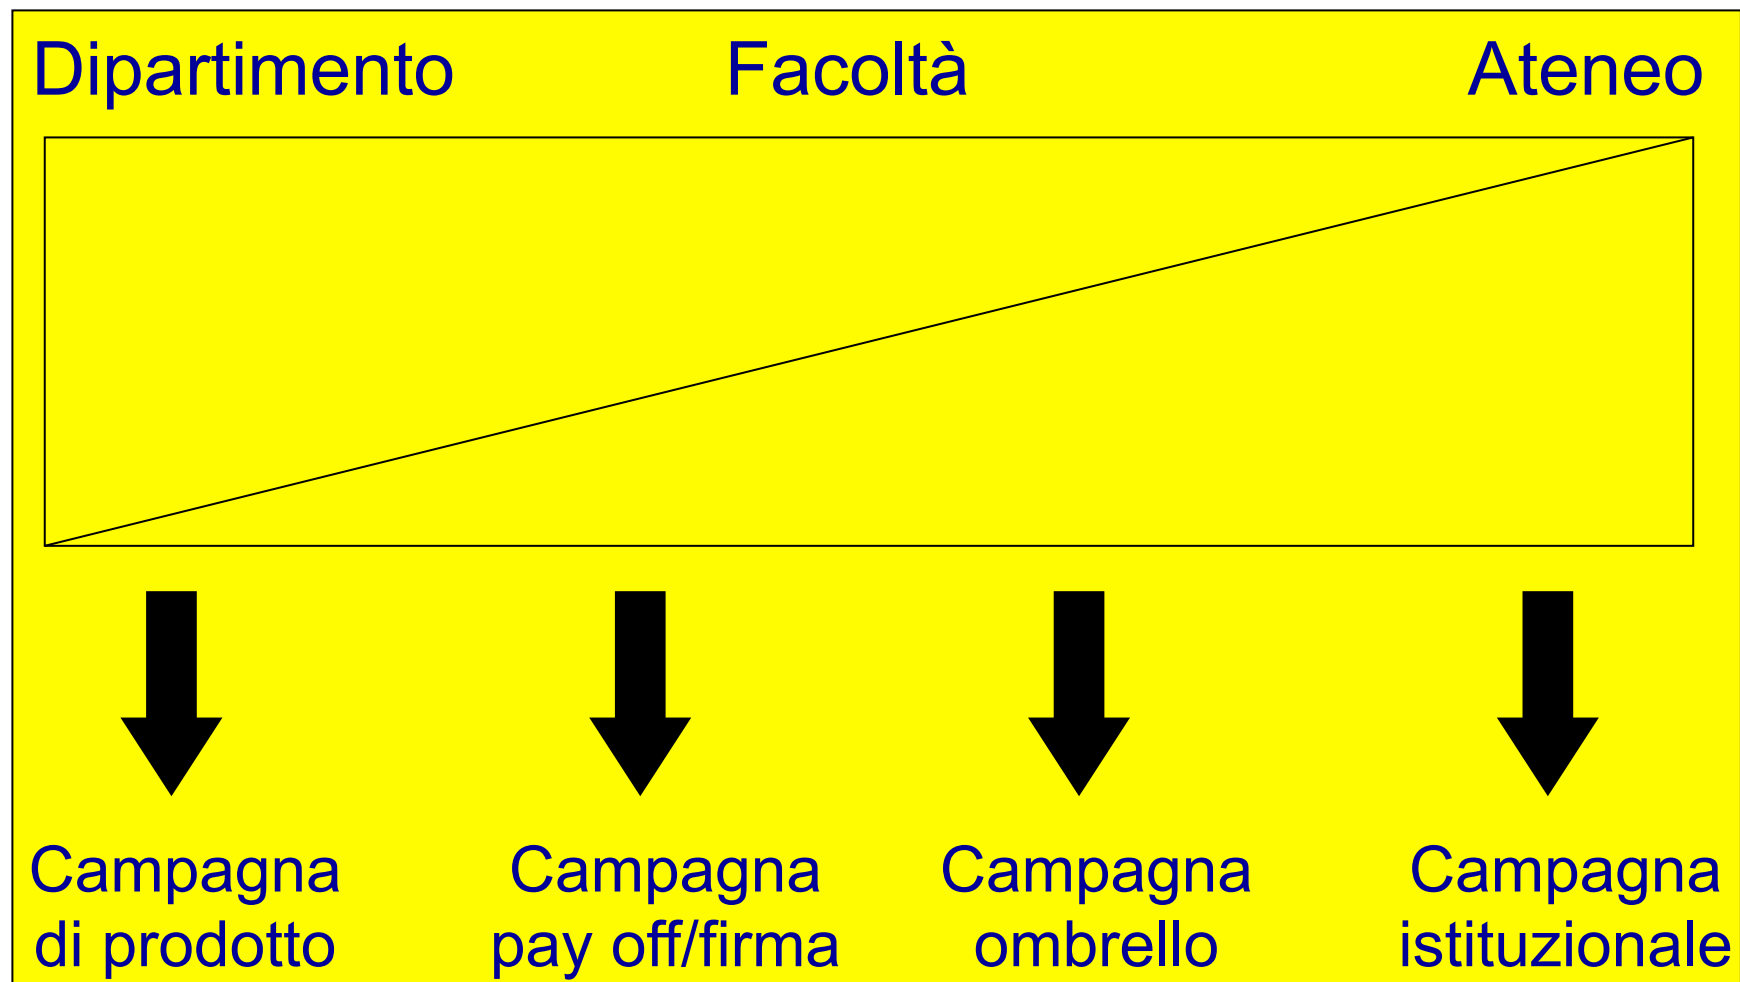 Dipartimento Facoltà Ateneo
Campagna Campagna Campagna Campagna
di prodotto pay off/firma ombrello istituzionale